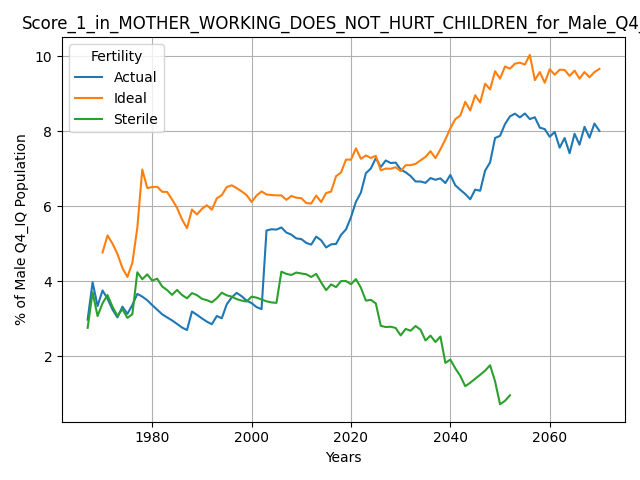 Score_1_in_MOTHER_WORKING_DOES_NOT_HURT_CHILDREN_for_Male_Q4_
Fertility
Actual
Ideal
Sterile
% of Male Q4_IQ Population
10
8
6
4
2
1980
2000
2020
2040
2060
Years